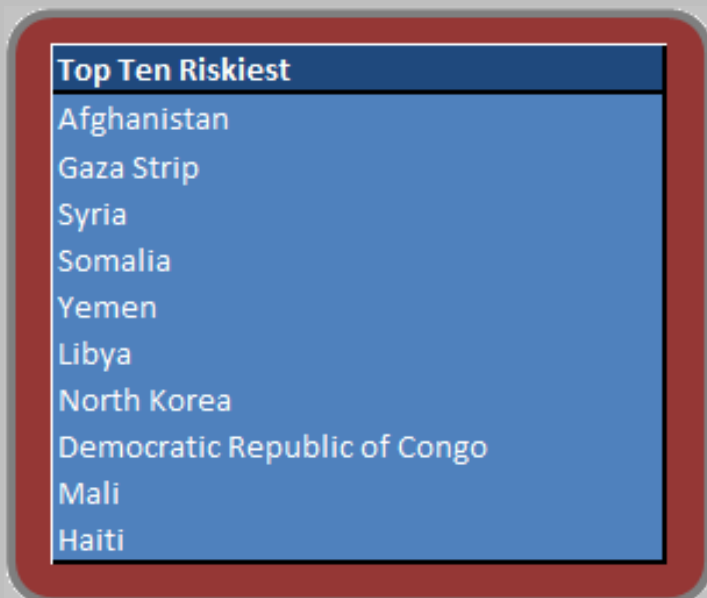 Top Ten Riskiest
Afghanistan
Gaza Strip
Syria
Somalia
Yemen
Libya
North Korea
Democratic Republic of Congo
Mali
Haiti